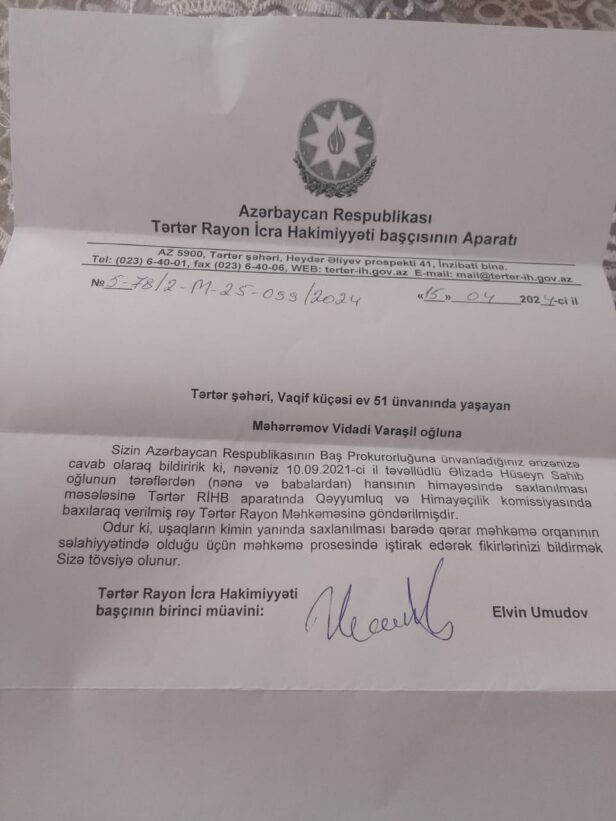 Azərbaycan Respublikası
Tərtər Rayon İcra Hakimiyyəti başçısının Aparatı
AZ 5900, Tərtər şəhəri, Heydər Əliyev prospekti 41, İnzibati bina.
Tel: (023) 6-40-01, fax (023) 6-40-06, WEB: terter-ih.gov.az E-mail: mail@terter-ih.gov.az
№ 5-78/2-M-25-099/2024 «15» 04 2024-ci il
Tərtər şəhəri, Vaqif küçəsi ev 51 ünvanında yaşayan
Məhərrəmov Vidadi Varaşil oğluna
Sizin Azərbaycan Respublikasının Baş Prokurorluğuna ünvanladığınız ərizənizə
cavab olaraq bildiririk ki, nəvəniz 10.09.2021-ci il təvəllüdlü Əlizadə Hüseyn Sahib
oğlunun tərəflərdən (nənə və babalardan) hansının himayəsində saxlanılması
məsələsinə Tərtər RİHB aparatında Qəyyumluq və Himayəçilik komissiyasında
baxılaraq verilmiş rəy Tərtər Rayon Məhkəməsinə göndərilmişdir.
Odur ki, uşaqların kimin yanında saxlanılması barədə qərar məhkəmə orqanının
səlahiyyətində olduğu üçün məhkəmə prosesində iştirak edərək fikirlərinizi bildirmək
Sizə tövsiyə olunur.
Tərtər Rayon İcra Hakimiyyəti
başçının birinci müavini: Elvin Umudov